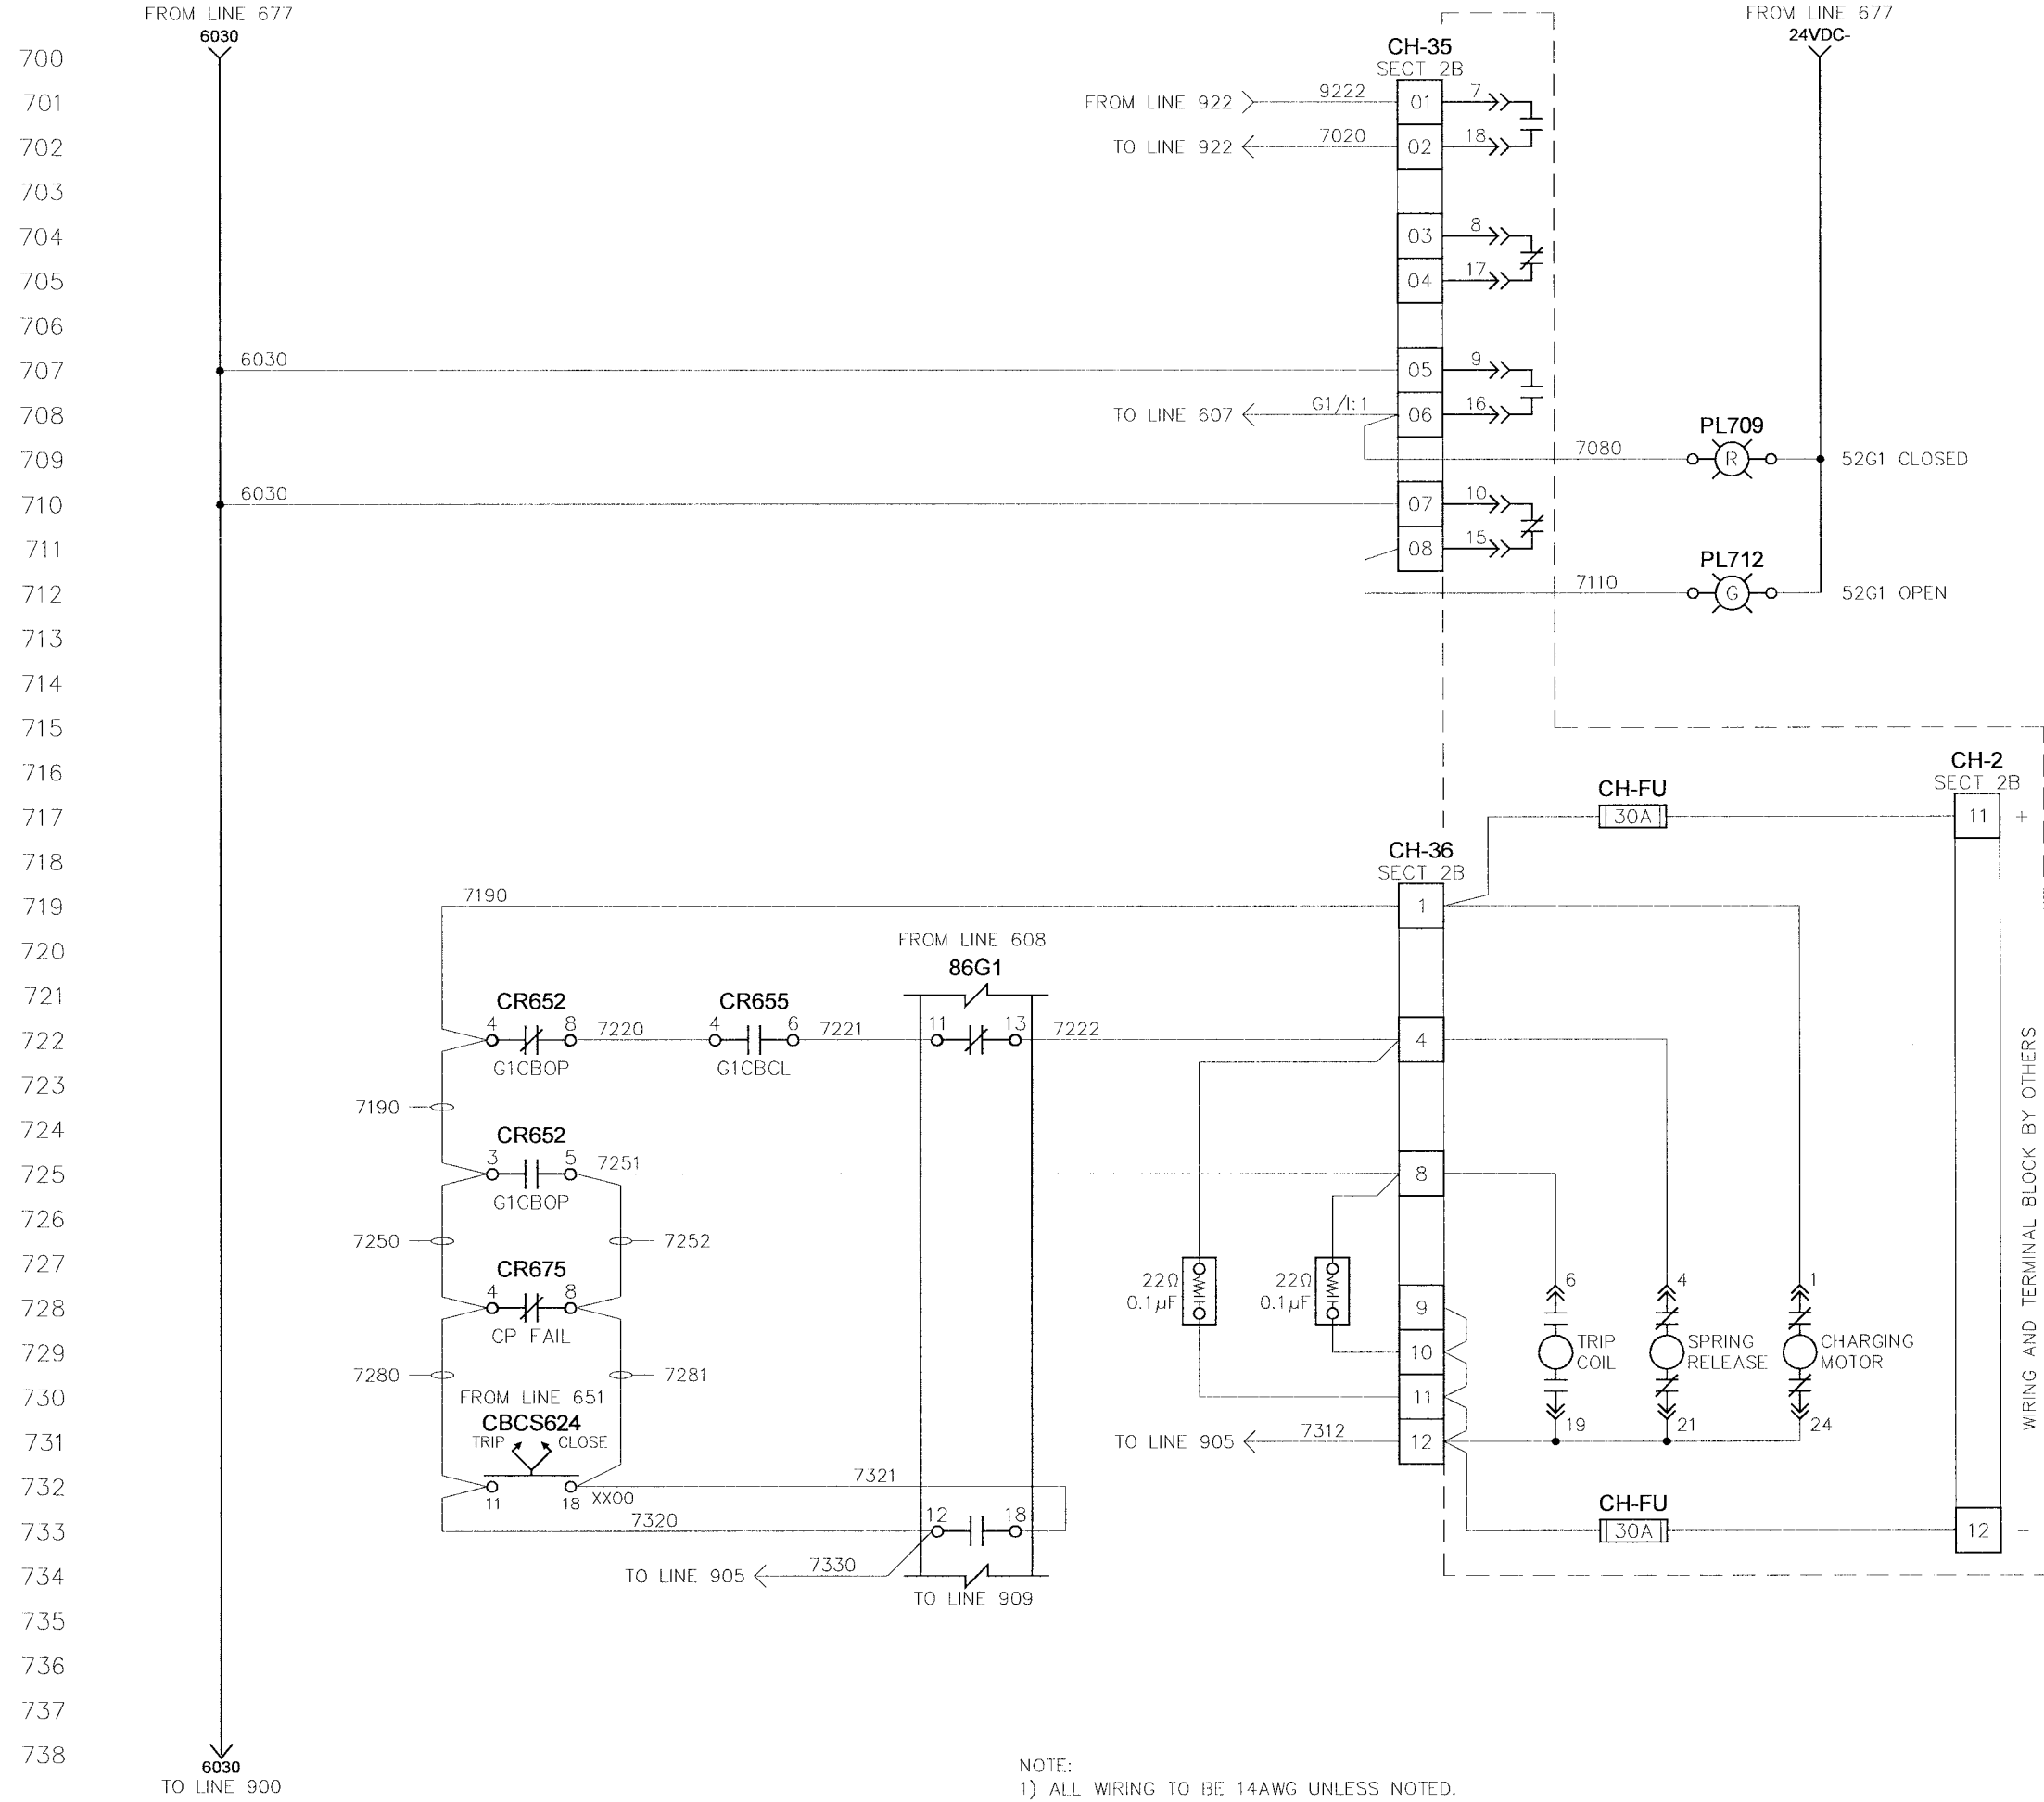 FROM LINE 677
6030
FROM LINE 677
24VDC-
700
CH-35
SECT 2B
701
FROM LINE 922
9222
01
7
702
TO LINE 922
7020
02
18
703
704
03
8
705
04
17
706
707
6030
05
9
708
TO LINE 607
G1/I:1
06
16
PL709
709
7080
R
52G1 CLOSED
710
6030
07
10
711
08
15
PL712
712
7110
G
52G1 OPEN
713
714
715
716
CH-2
SECT 2B
CH-FU
717
30A
11
+
718
CH-36
SECT 2B
719
7190
1
720
FROM LINE 608
86G1
721
CR652
CR655
722
4
8
7220
4
6
7221
11
13
7222
4
G1CBOP
G1CBCL
723
7190
724
CR652
725
3
5
7251
8
G1CBOP
726
7250
7252
727
CR675
22Ω
0.1µF
22Ω
0.1µF
6
4
1
728
4
8
9
CP FAIL
729
10
TRIP
COIL
SPRING
RELEASE
CHARGING
MOTOR
7280
7281
730
FROM LINE 651
11
CBCS624
TRIP
CLOSE
19
21
24
731
TO LINE 905
7312
12
732
11
18
XXOO
7321
CH-FU
733
7320
12
18
30A
12
-
734
TO LINE 905
7330
TO LINE 909
735
736
737
738
6030
TO LINE 900
WIRING AND TERMINAL BLOCK BY OTHERS
NOTE:
1) ALL WIRING TO BE 14AWG UNLESS NOTED.